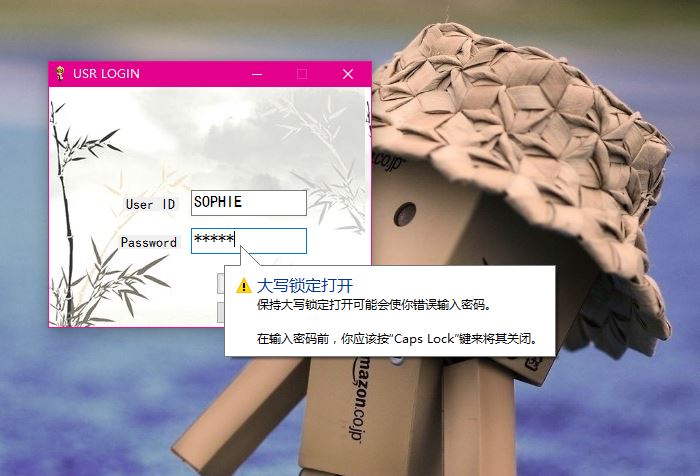 USR LOGIN
User ID
SOPHIE
Password
*****
大写锁定打开
保持大写锁定打开可能会使你错误输入密码。
在输入密码前，你应该按"Caps Lock"键来将其关闭。
n.co.jp
mazon.co.jp